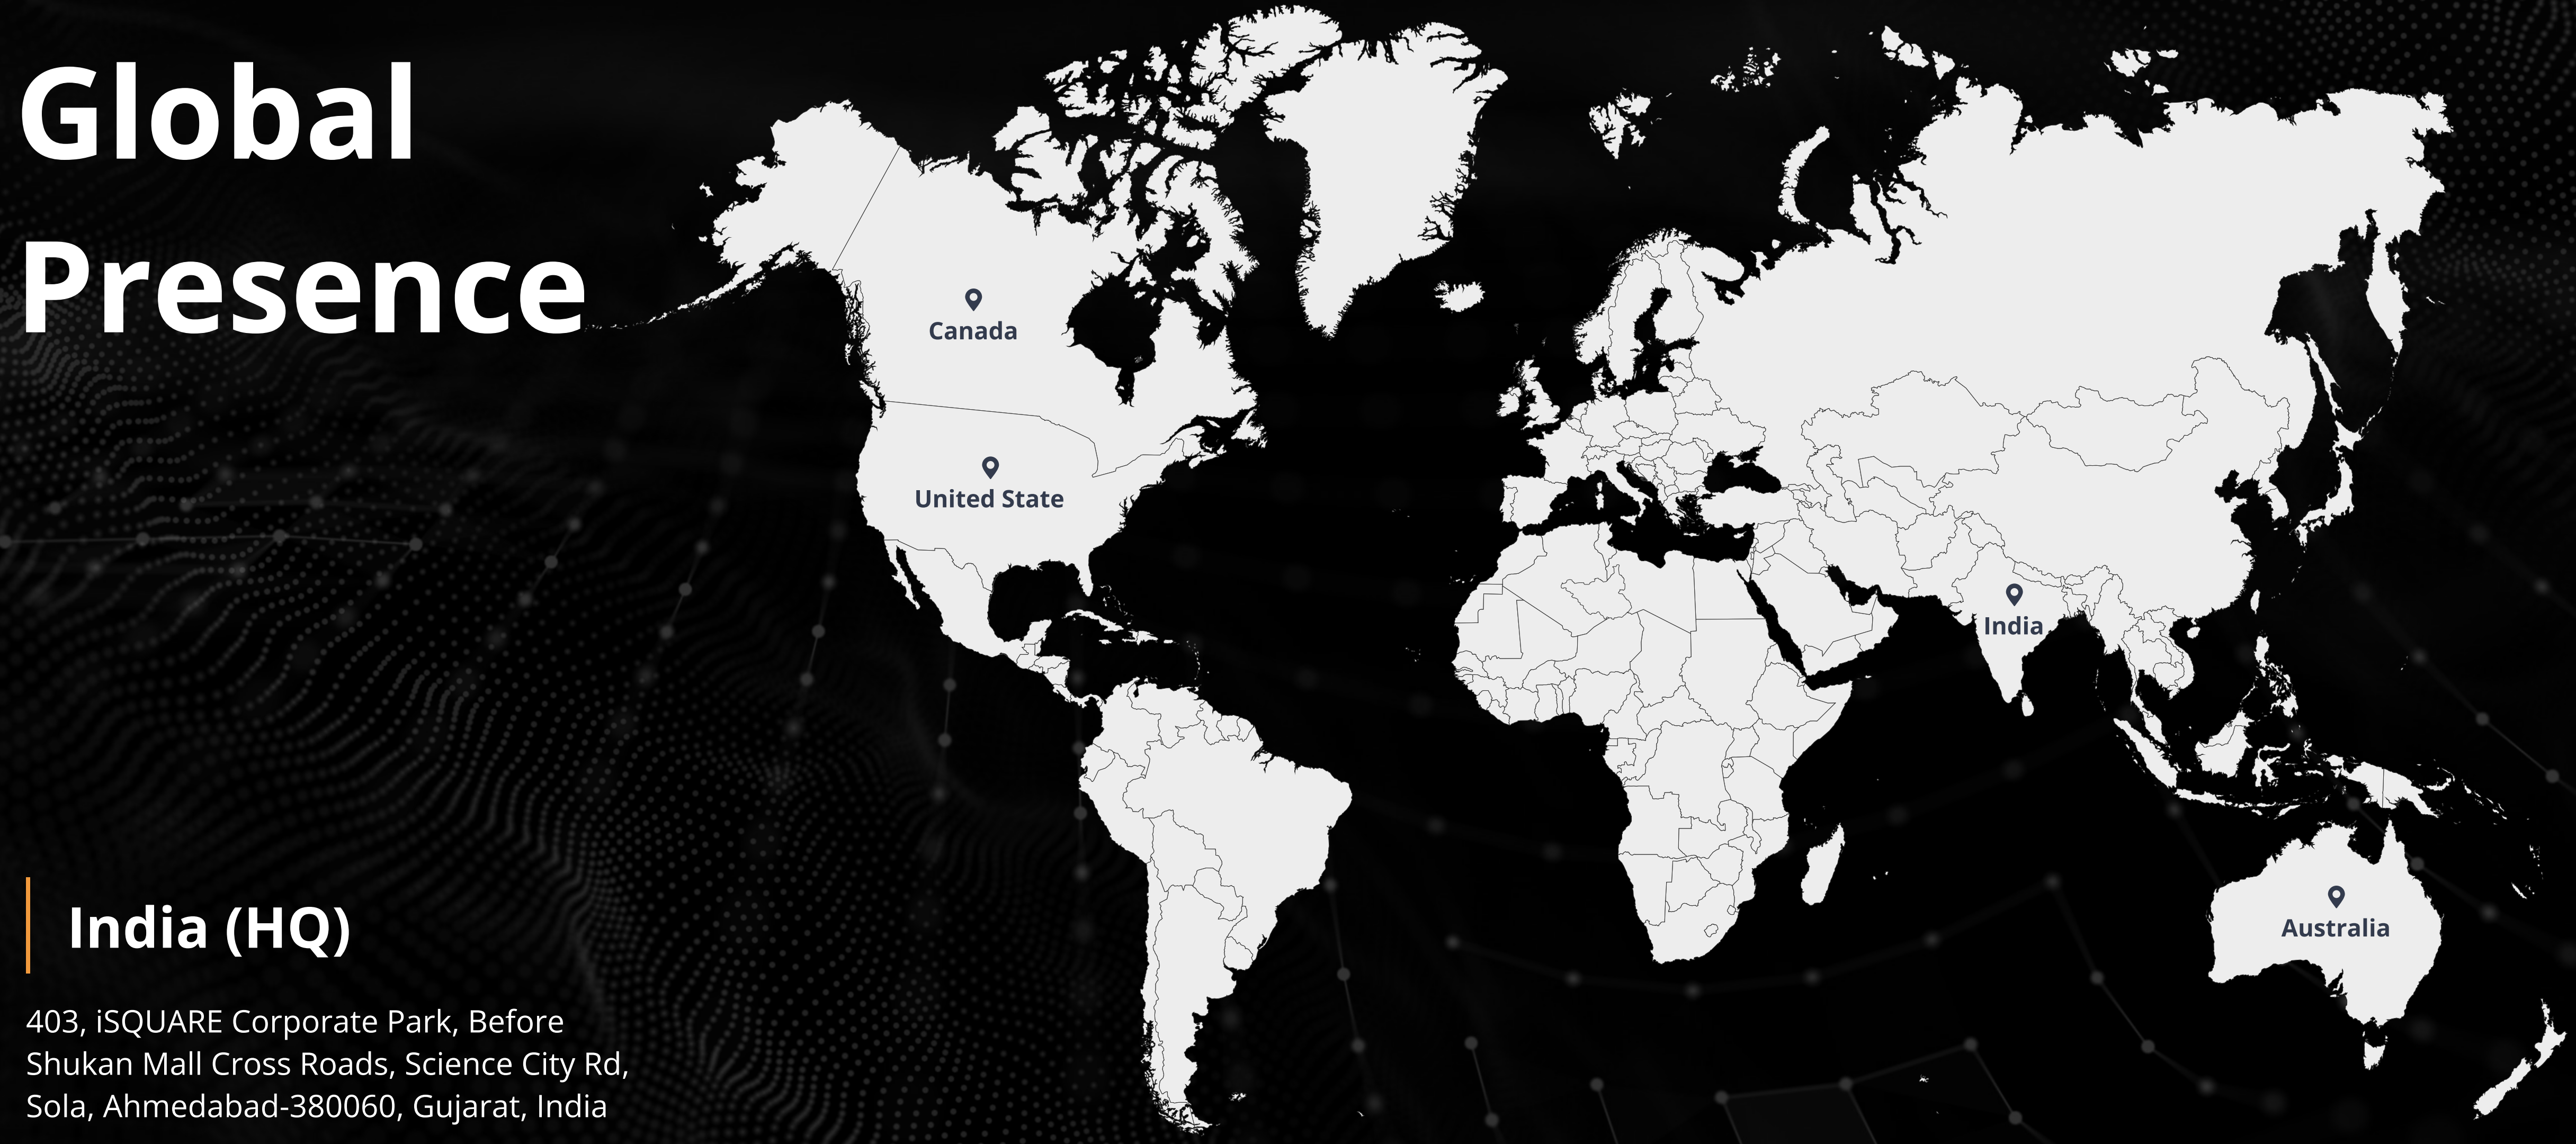 Global
Presence
Canada
United State
India
Australia
India (HQ)
403, iSQUARE Corporate Park, Before
Shukan Mall Cross Roads, Science City Rd,
Sola, Ahmedabad-380060, Gujarat, India